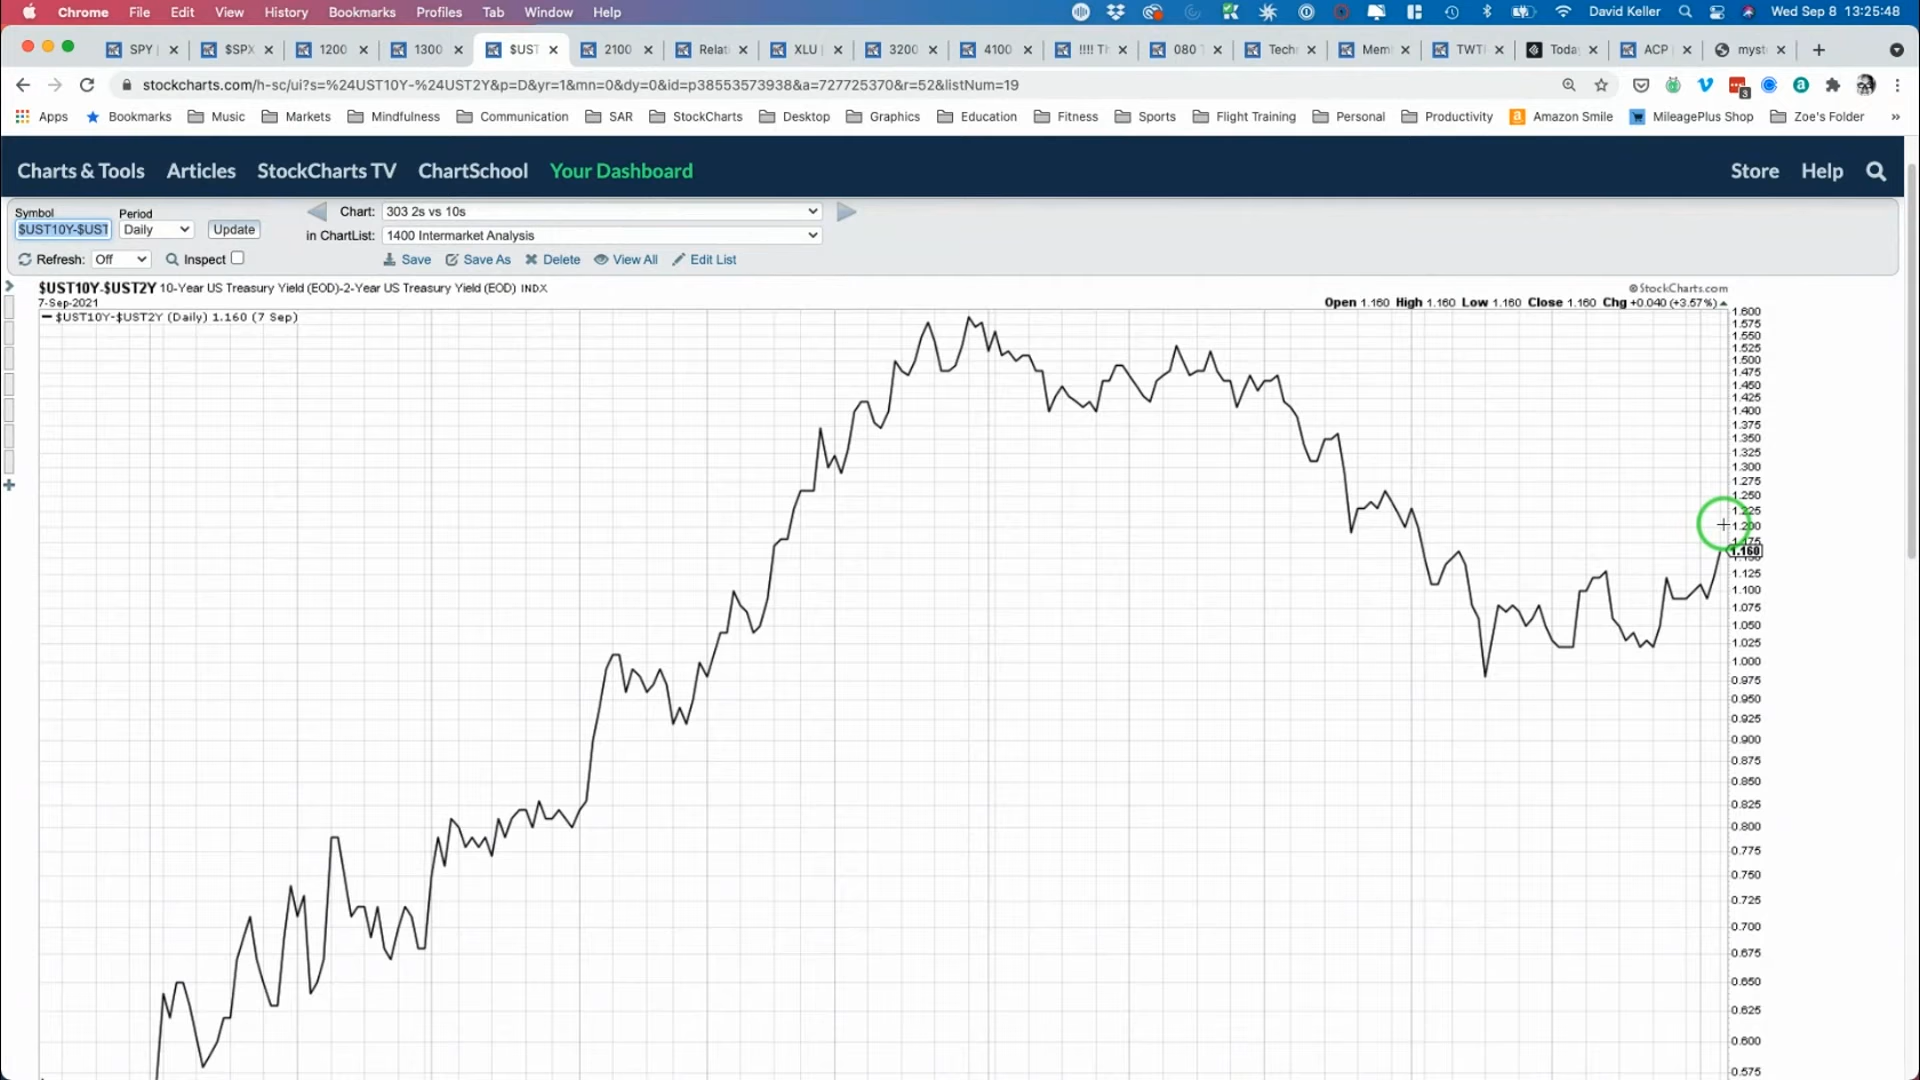 Chrome File Edit View History Bookmarks Profiles Tab Window Help David Keller Wed Sep 8 13:25:48
SPY $SPX 1200 1300 $UST 2100 Relat XLU 3200 4100 !!!! Th 080 Techn Mem TWTR Toda ACP myst
stockcharts.com/h-sc/ui?s=%24UST10Y-%24UST2Y&p=D&yr=1&mn=0&dy=0&id=p38553573938&a=727725370&r=52&listNum=19
3
Apps Bookmarks Music Markets Mindfulness Communication SAR StockCharts Desktop Graphics Education Fitness Sports Flight Training Personal Productivity Amazon Smile MileagePlus Shop Zoe's Folder »
Charts & Tools Articles StockCharts TV ChartSchool Your Dashboard Store Help
Symbol Period
Chart: 303 2s vs 10s
$UST10Y-$UST Daily Update
in ChartList: 1400 Intermarket Analysis
Refresh: Off Inspect Save Save As Delete View All Edit List
$UST10Y-$UST2Y 10-Year US Treasury Yield (EOD)-2-Year US Treasury Yield (EOD) INDX
© StockCharts.com
7-Sep-2021
Open 1.160 High 1.160 Low 1.160 Close 1.160 Chg +0.040 (+3.57%)
$UST10Y-$UST2Y (Daily) 1.160 (7 Sep)
1.600
1.575
1.550
1.525
1.500
1.475
1.450
1.425
1.400
1.375
1.350
1.325
1.300
1.275
1.250
1.225
1.200
1.175
1.160
1.125
1.100
1.075
1.050
1.025
1.000
0.975
0.950
0.925
0.900
0.875
0.850
0.825
0.800
0.775
0.750
0.725
0.700
0.675
0.650
0.625
0.600
0.575